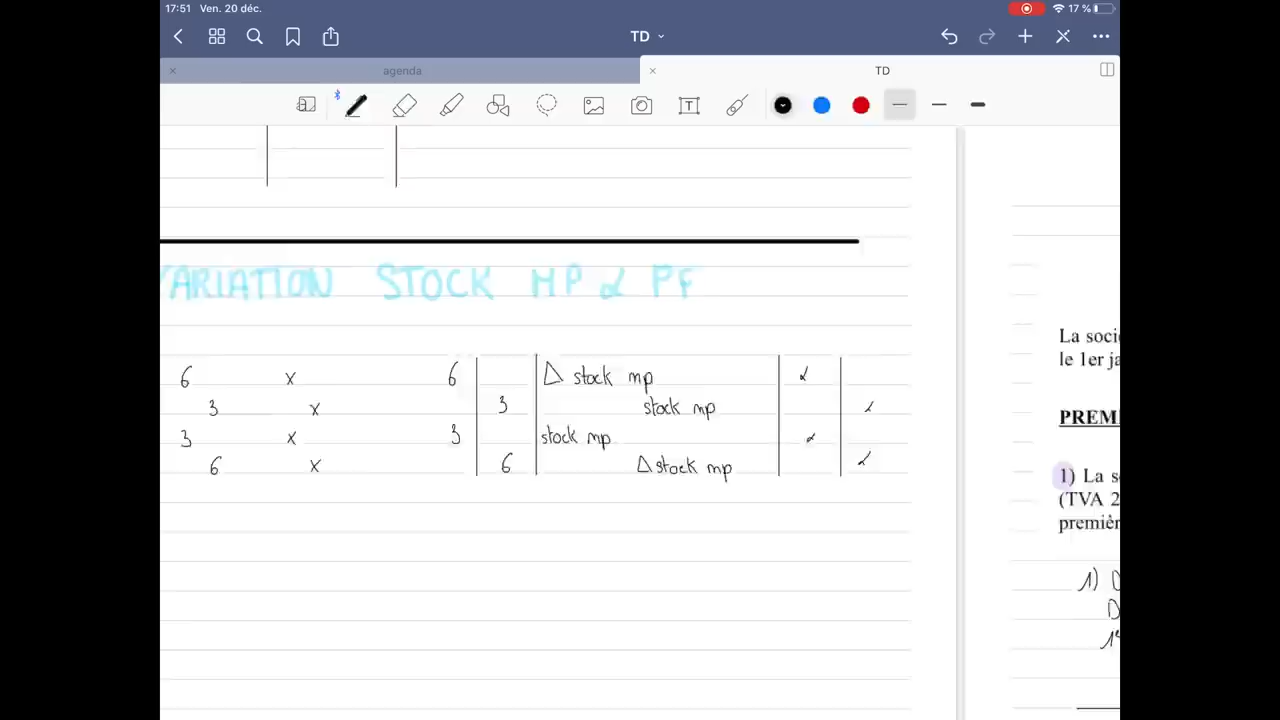 17:51 Ven. 20 déc.
17 %
TD
agenda
TD
VARIATION STOCK MP & PF
6 x 6 Δ stock mp α
3 x 3 stock mp
3 x 3 stock mp α
6 x 6 Δ stock mp α
La soci
le 1er ja
PREMI
1) La s
(TVA 2
premièr
1) D
D